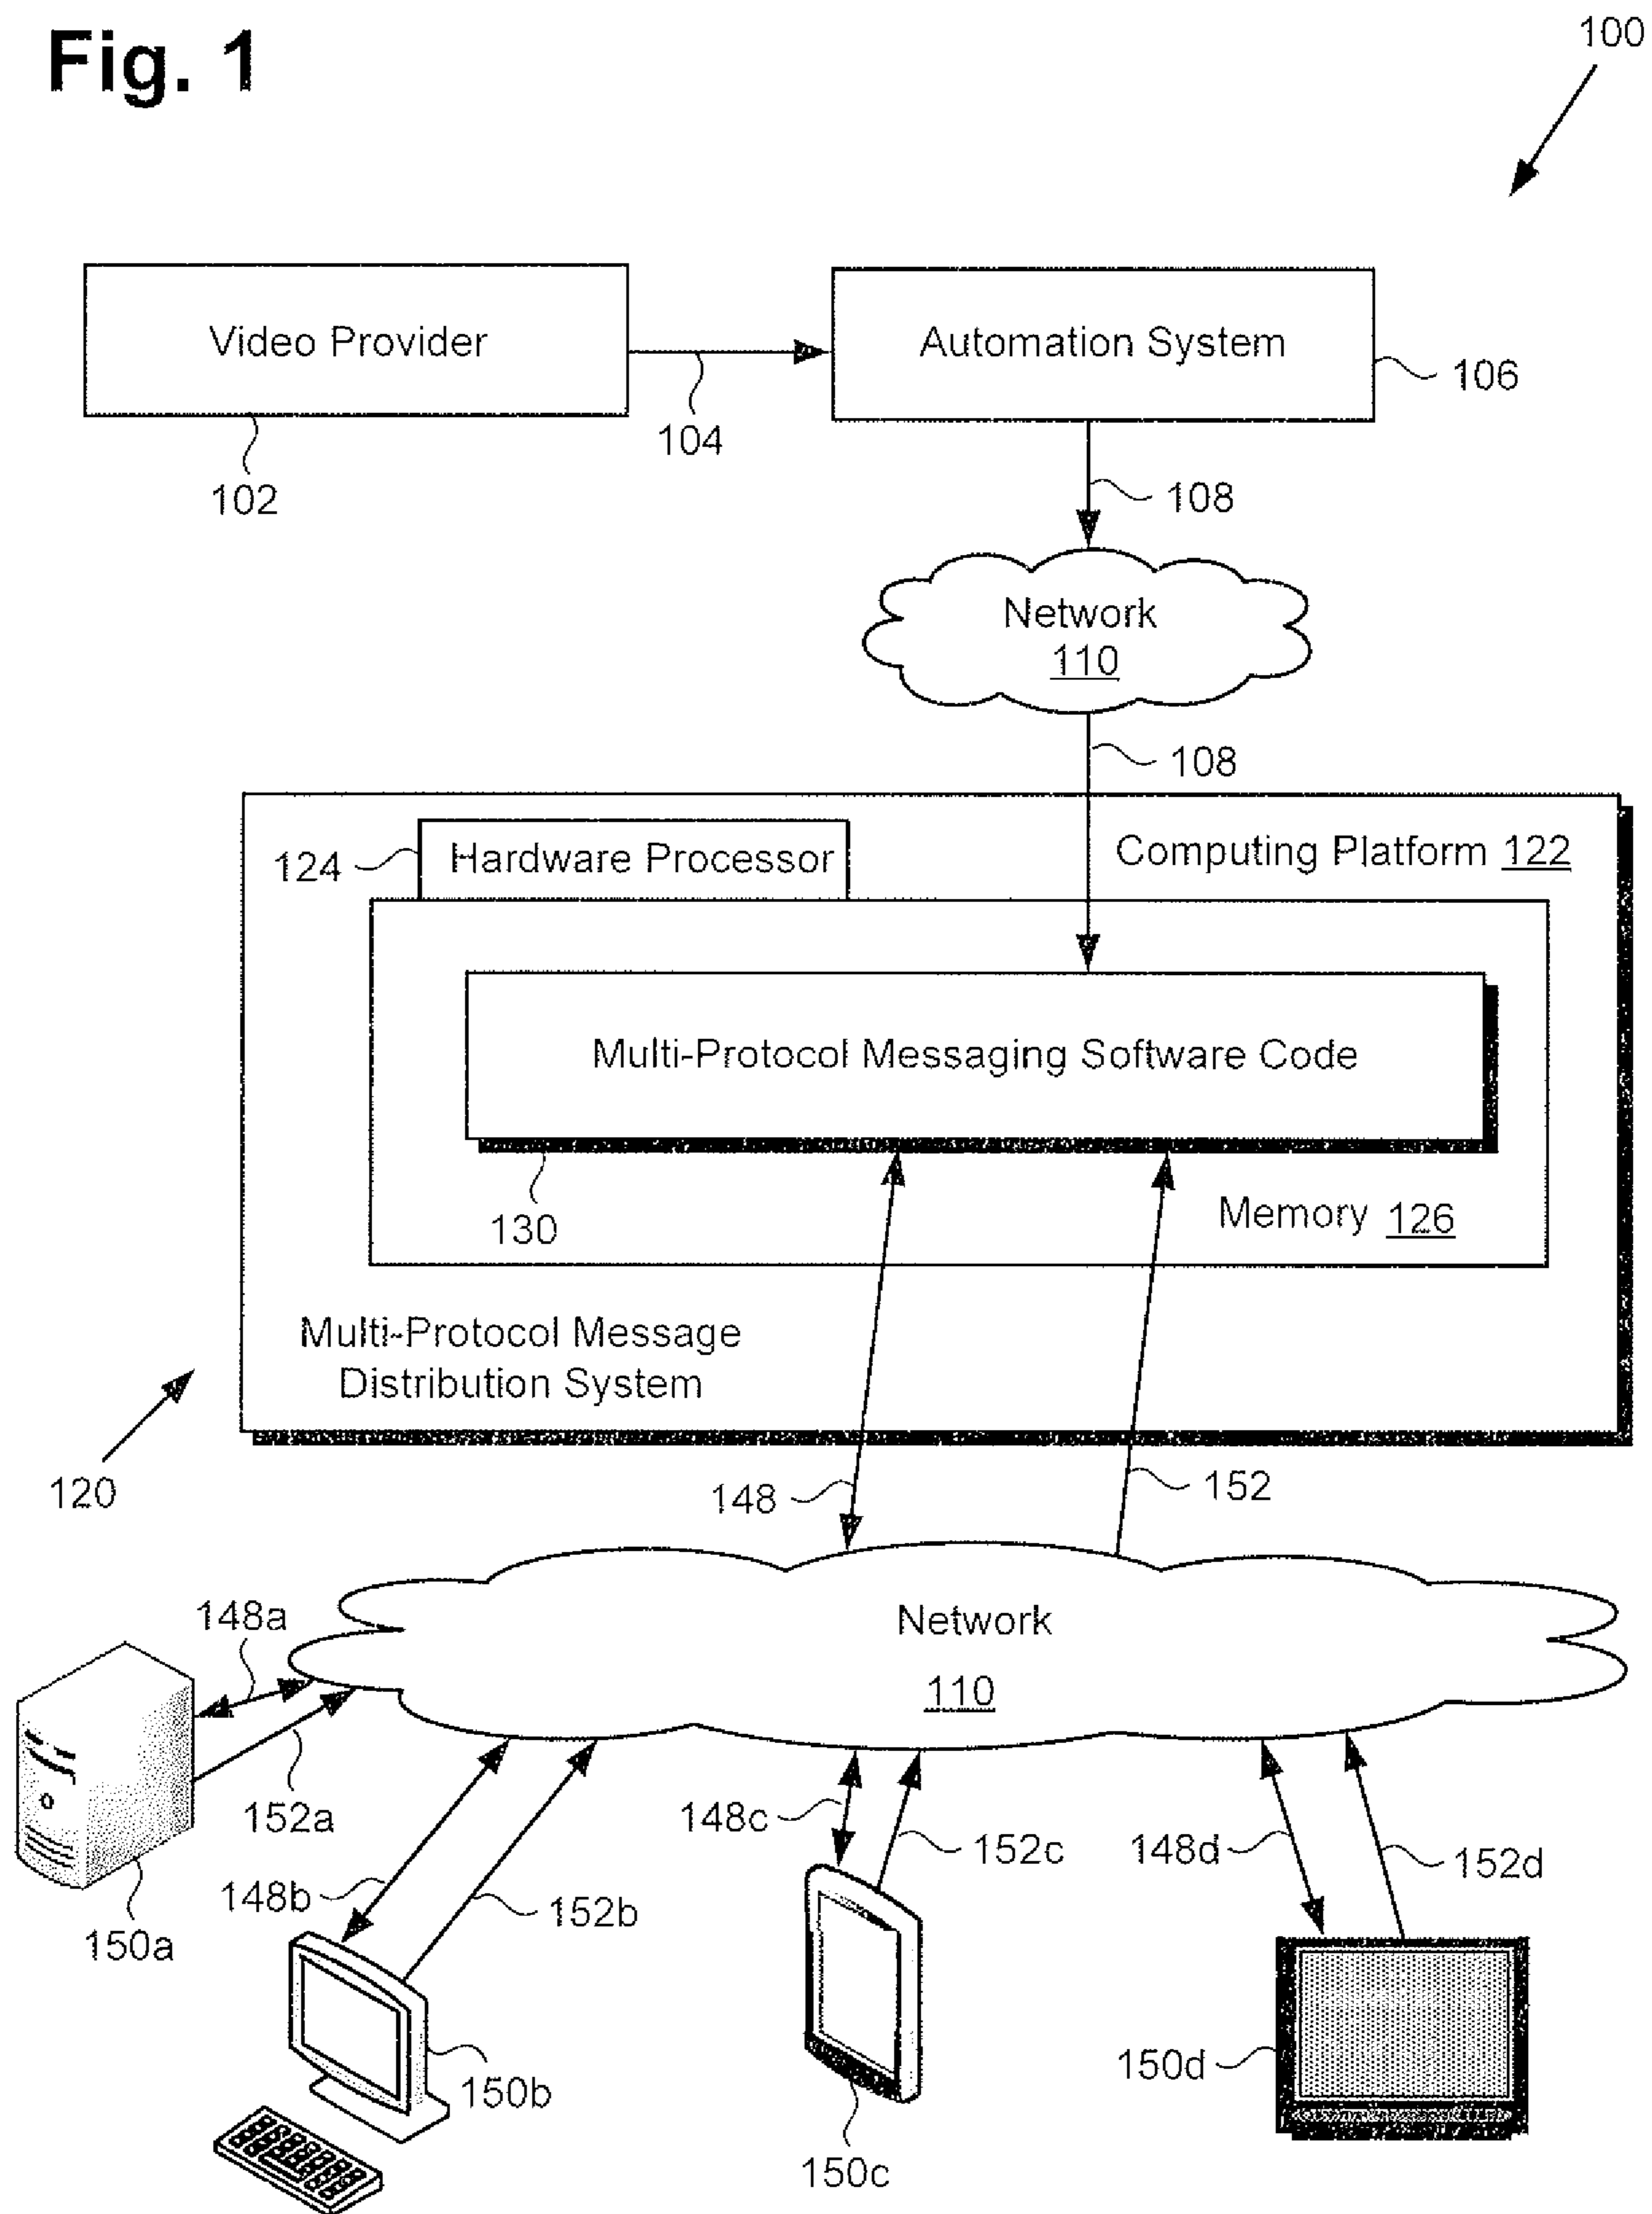 Fig. 1
100
Video Provider
Automation System
106
104
102
108
Network
110
108
124
Hardware Processor
Computing Platform 122
Multi-Protocol Messaging Software Code
130
Memory 126
Multi-Protocol Message
Distribution System
120
148
152
148a
Network
110
152a
148c
152c
148d
152d
148b
152b
150a
150b
150d
150c